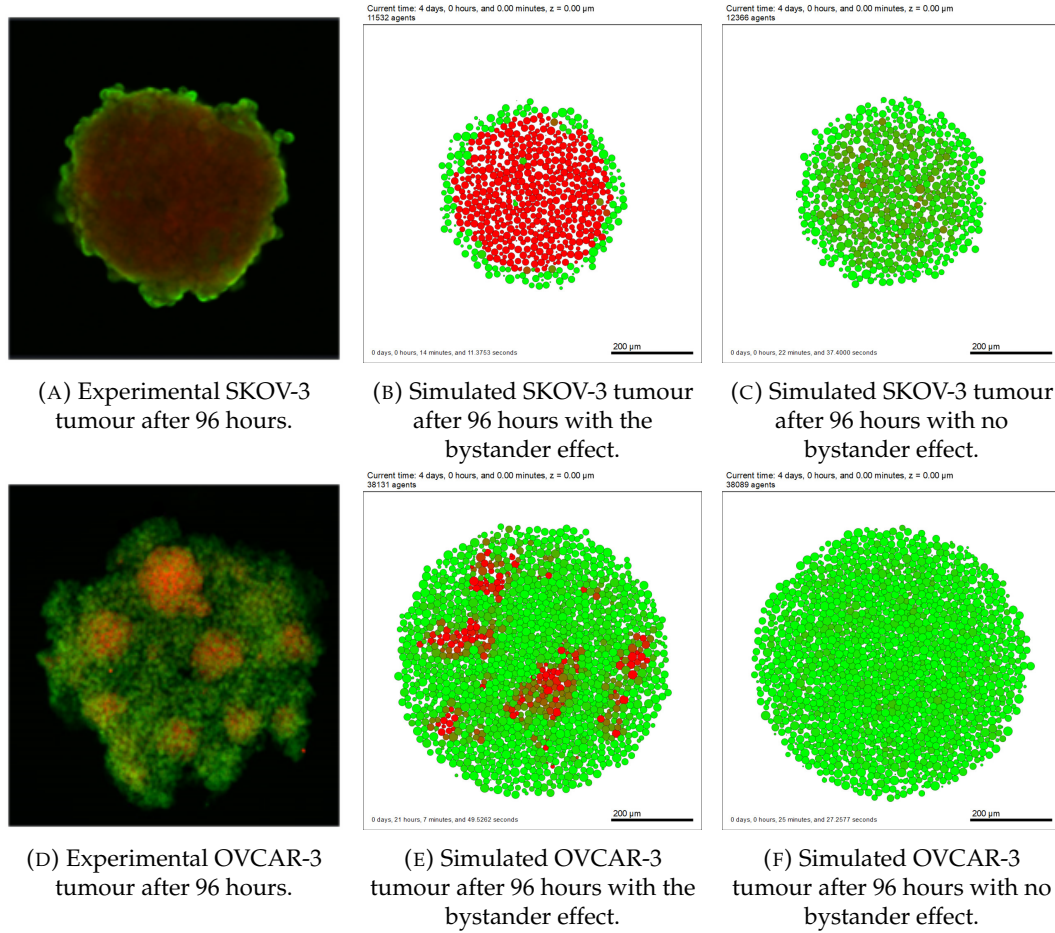 Current time: 4 days, 0 hours, and 0.00 minutes, z = 0.00 µm
11532 agents
Current time: 4 days, 0 hours, and 0.00 minutes, z = 0.00 µm
12366 agents
0 days, 0 hours, 14 minutes, and 11.3753 seconds
200 µm
0 days, 0 hours, 22 minutes, and 37.4000 seconds
200 µm
(A) Experimental SKOV-3
tumour after 96 hours.
(B) Simulated SKOV-3 tumour
after 96 hours with the
bystander effect.
(C) Simulated SKOV-3 tumour
after 96 hours with no
bystander effect.
Current time: 4 days, 0 hours, and 0.00 minutes, z = 0.00 µm
38131 agents
Current time: 4 days, 0 hours, and 0.00 minutes, z = 0.00 µm
38089 agents
0 days, 21 hours, 7 minutes, and 49.5262 seconds
200 µm
0 days, 0 hours, 25 minutes, and 27.2577 seconds
200 µm
(D) Experimental OVCAR-3
tumour after 96 hours.
(E) Simulated OVCAR-3
tumour after 96 hours with the
bystander effect.
(F) Simulated OVCAR-3
tumour after 96 hours with no
bystander effect.